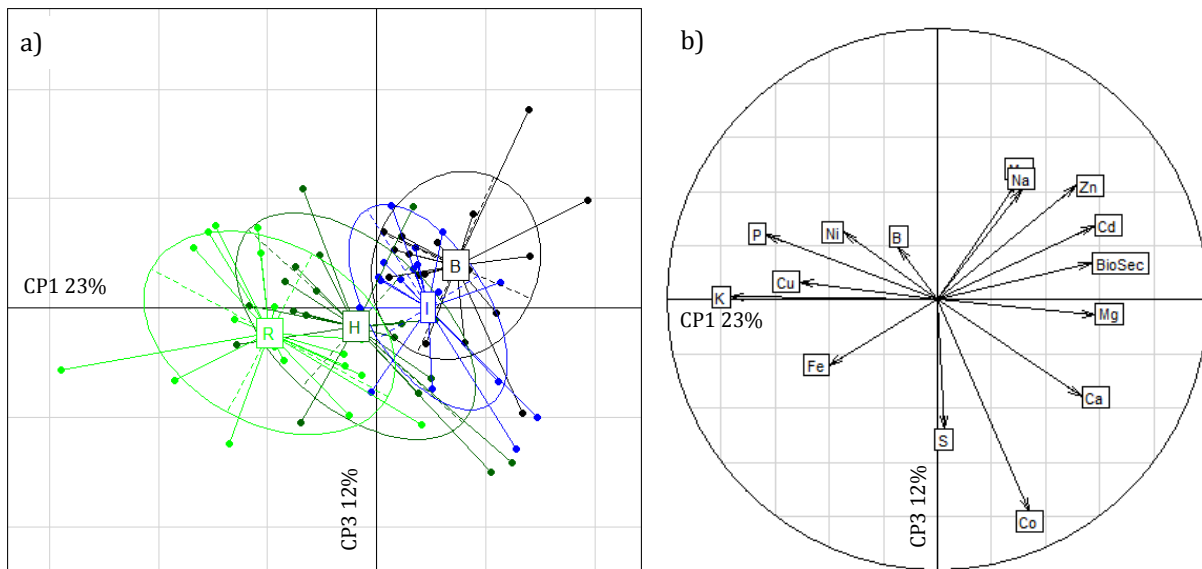 a)
CP1 23%
B
I
H
R
CP3 12%
b)
Na
Zn
P
Ni
B
Cd
BioSec
Cu
K
CP1 23%
Mg
Fe
Ca
S
CP3 12%
Co